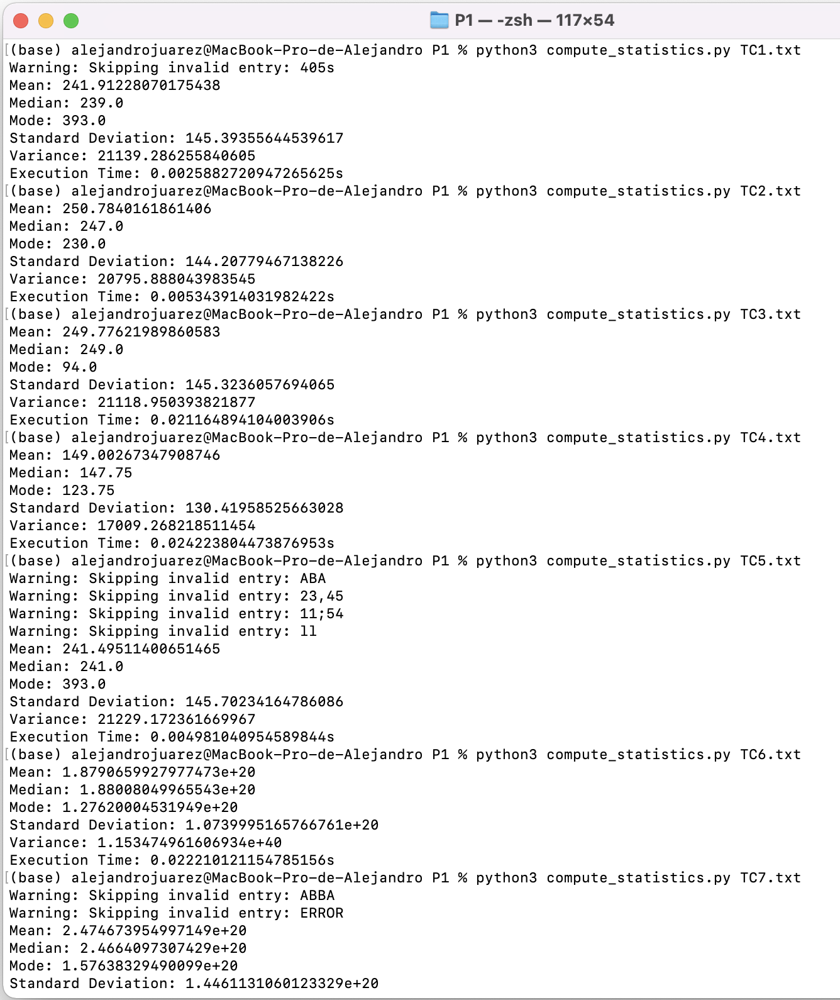 P1 — -zsh — 117×54
(base) alejandrojuarez@MacBook-Pro-de-Alejandro P1 % python3 compute_statistics.py TC1.txt
Warning: Skipping invalid entry: 405s
Mean: 241.91228070175438
Median: 239.0
Mode: 393.0
Standard Deviation: 145.39355644539617
Variance: 21139.286255840605
Execution Time: 0.0025882720947265625s
(base) alejandrojuarez@MacBook-Pro-de-Alejandro P1 % python3 compute_statistics.py TC2.txt
Mean: 250.7840161861406
Median: 247.0
Mode: 230.0
Standard Deviation: 144.20779467138226
Variance: 20795.888043983545
Execution Time: 0.005343914031982422s
(base) alejandrojuarez@MacBook-Pro-de-Alejandro P1 % python3 compute_statistics.py TC3.txt
Mean: 249.77621989860583
Median: 249.0
Mode: 94.0
Standard Deviation: 145.3236057694065
Variance: 21118.950393821877
Execution Time: 0.021164894104003906s
(base) alejandrojuarez@MacBook-Pro-de-Alejandro P1 % python3 compute_statistics.py TC4.txt
Mean: 149.00267347908746
Median: 147.75
Mode: 123.75
Standard Deviation: 130.41958525663028
Variance: 17009.268218511454
Execution Time: 0.024223804473876953s
(base) alejandrojuarez@MacBook-Pro-de-Alejandro P1 % python3 compute_statistics.py TC5.txt
Warning: Skipping invalid entry: ABA
Warning: Skipping invalid entry: 23,45
Warning: Skipping invalid entry: 11;54
Warning: Skipping invalid entry: ll
Mean: 241.49511400651465
Median: 241.0
Mode: 393.0
Standard Deviation: 145.70234164786086
Variance: 21229.172361669967
Execution Time: 0.004981040954589844s
(base) alejandrojuarez@MacBook-Pro-de-Alejandro P1 % python3 compute_statistics.py TC6.txt
Mean: 1.8790659927977473e+20
Median: 1.88008049965543e+20
Mode: 1.27620004531949e+20
Standard Deviation: 1.0739995165766761e+20
Variance: 1.153474961606934e+40
Execution Time: 0.022210121154785156s
(base) alejandrojuarez@MacBook-Pro-de-Alejandro P1 % python3 compute_statistics.py TC7.txt
Warning: Skipping invalid entry: ABBA
Warning: Skipping invalid entry: ERROR
Mean: 2.474673954997149e+20
Median: 2.4664097307429e+20
Mode: 1.57638329490099e+20
Standard Deviation: 1.4461131060123329e+20